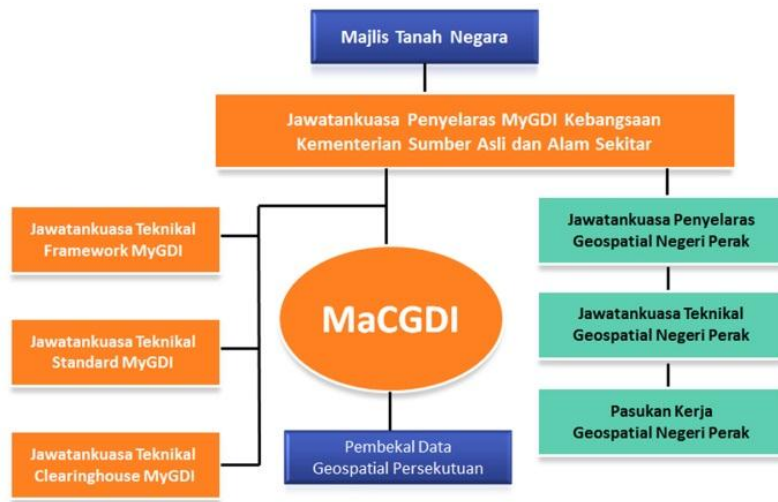 Majlis Tanah Negara
Jawatankuasa Penyelaras MyGDI Kebangsaan
Kementerian Sumber Asli dan Alam Sekitar
Jawatankuasa Teknikal
Framework MyGDI
Jawatankuasa Teknikal
Standard MyGDI
Jawatankuasa Teknikal
Clearinghouse MyGDI
MaCGDI
Pembekal Data
Geospatial Persekutuan
Jawatankuasa Penyelaras
Geospatial Negeri Perak
Jawatankuasa Teknikal
Geospatial Negeri Perak
Pasukan Kerja
Geospatial Negeri Perak